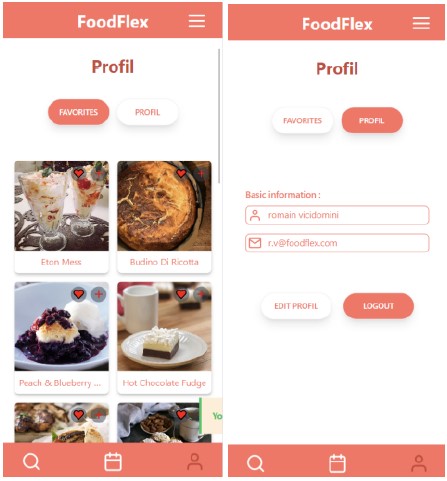 FoodFlex
Profil
FAVORITES
PROFIL
Eton Mess
Budino Di Ricotta
Peach & Blueberry ...
Hot Chocolate Fudge
Yo
FoodFlex
Profil
FAVORITES
PROFIL
Basic information :
romain vicidomini
r.v@foodflex.com
EDIT PROFIL
LOGOUT